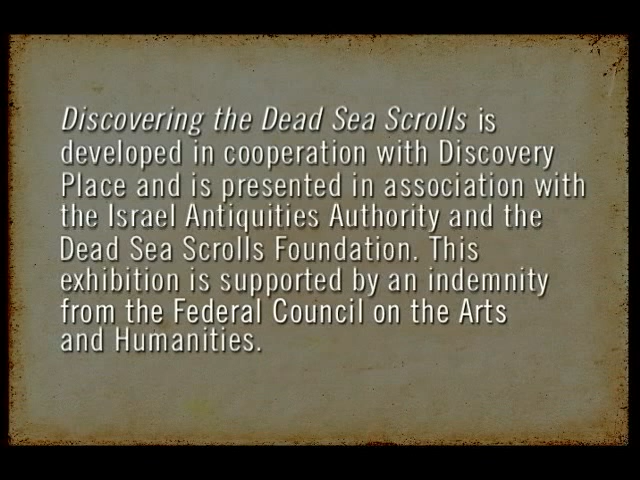 Discovering the Dead Sea Scrolls is
developed in cooperation with Discovery
Place and is presented in association with
the Israel Antiquities Authority and the
Dead Sea Scrolls Foundation. This
exhibition is supported by an indemnity
from the Federal Council on the Arts
and Humanities.